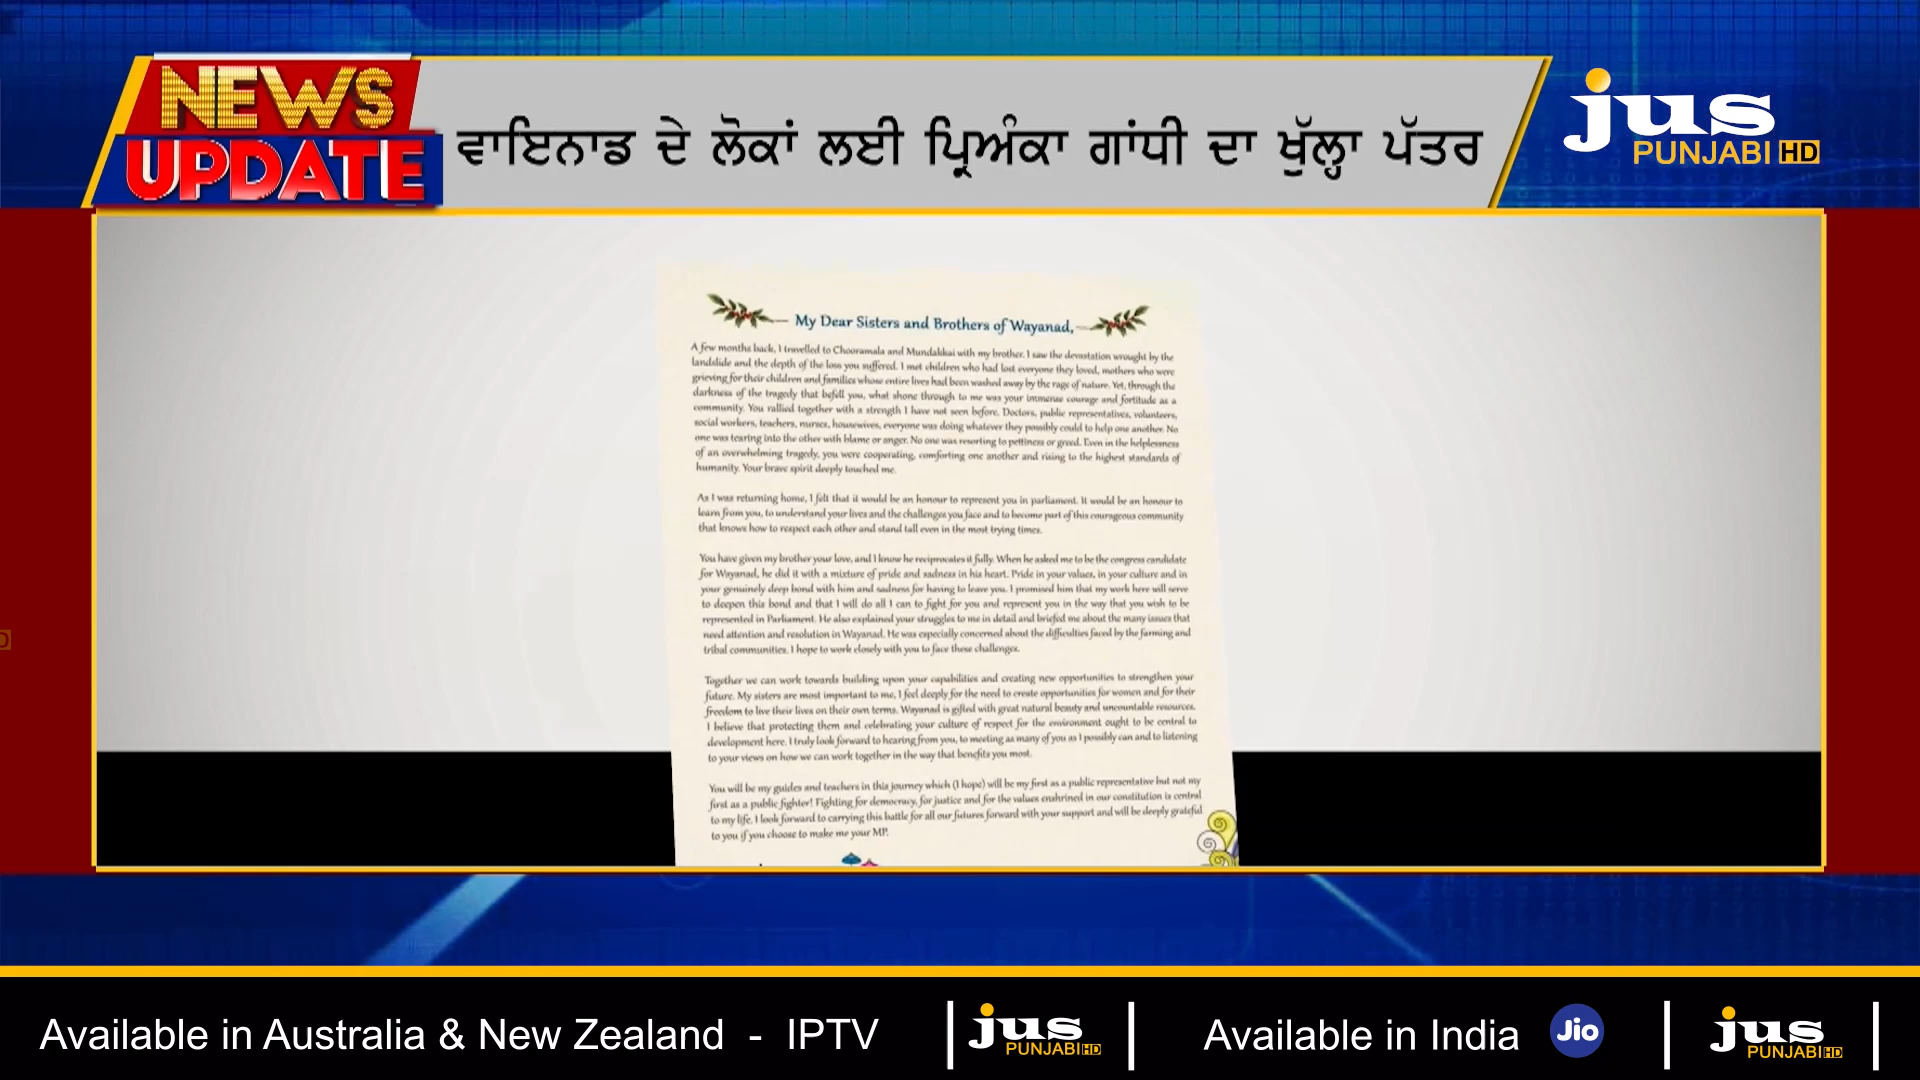 NEWS
UPDATE
ਵਾਇਨਾਡ ਦੇ ਲੋਕਾਂ ਲਈ ਪ੍ਰਿਅੰਕਾ ਗਾਂਧੀ ਦਾ ਖੁੱਲ੍ਹਾ ਪੱਤਰ
jus
PUNJABI HD
My Dear Sisters and Brothers of Wayanad,
A few months back, I travelled to Chooramala and Mundakkai with my brother. I saw the devastation wrought by the
landslide and the depth of the loss you suffered. I met children who had lost everyone they loved, mothers who were
grieving for their children and families whose entire lives had been washed away by the rage of nature. Yet, through the
darkness of the tragedy that befell you, what shone through to me was your immense courage and fortitude as a
community. You rallied together with a strength I have not seen before. Doctors, public representatives, volunteers,
social workers, teachers, nurses, housewives, everyone was doing whatever they possibly could to help one another. No
one was tearing into the other with blame or anger. No one was resorting to pettiness or greed. Even in the helplessness
of an overwhelming tragedy, you were cooperating, comforting one another and rising to the highest standards of
humanity. Your brave spirit deeply touched me.
As I was returning home, I felt that it would be an honour to represent you in parliament. It would be an honour to
learn from you, to understand your lives and the challenges you face and to become part of this courageous community
that knows how to respect each other and stand tall even in the most trying times.
You have given my brother your love, and I know he reciprocates it fully. When he asked me to be the congress candidate
for Wayanad, he did it with a mixture of pride and sadness in his heart. Pride in your values, in your culture and in
your genuinely deep bond with him and sadness for having to leave you. I promised him that my work here will serve
to deepen this bond and that I will do all I can to fight for you and represent you in the way that you wish to be
represented in Parliament. He also explained your struggles to me in detail and briefed me about the many issues that
need attention and resolution in Wayanad. He was especially concerned about the difficulties faced by the farming and
tribal communities. I hope to work closely with you to face these challenges.
Together we can work towards building upon your capabilities and creating new opportunities to strengthen your
future. My sisters are most important to me, I feel deeply for the need to create opportunities for women and for their
freedom to live their lives on their own terms. Wayanad is gifted with great natural beauty and uncountable resources.
I believe that protecting them and celebrating your culture of respect for the environment ought to be central to
development here. I truly look forward to hearing from you, to meeting as many of you as I possibly can and to listening
to your views on how we can work together in the way that benefits you most.
You will be my guides and teachers in this journey which (I hope) will be my first as a public representative but not my
first as a public fighter! Fighting for democracy, for justice and for the values enshrined in our constitution is central
to my life. I look forward to carrying this battle for all our futures forward with your support and will be deeply grateful
to you if you choose to make me your MP.
Available in Australia & New Zealand - IPTV
jus
PUNJABI HD
Available in India
Jio
jus
PUNJABI HD